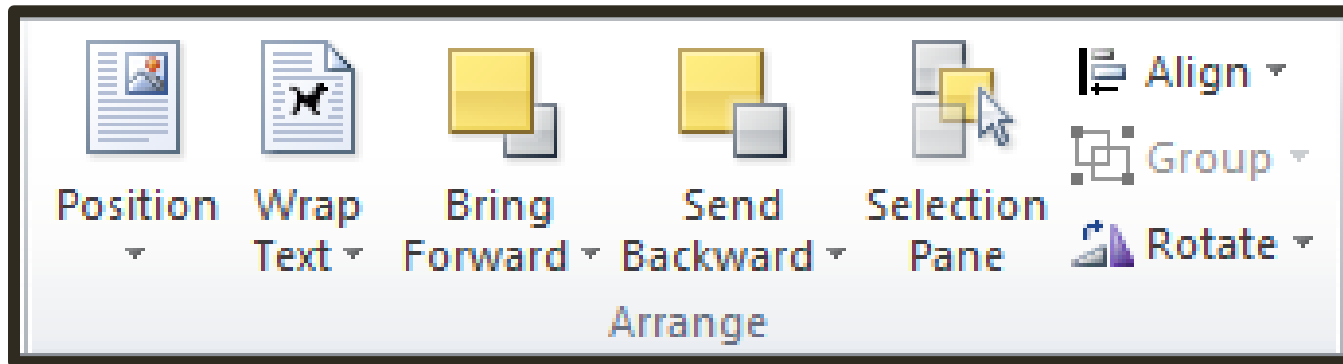 Position
Wrap
Text
Bring
Forward
Send
Backward
Selection
Pane
Align
Group
Rotate
Arrange